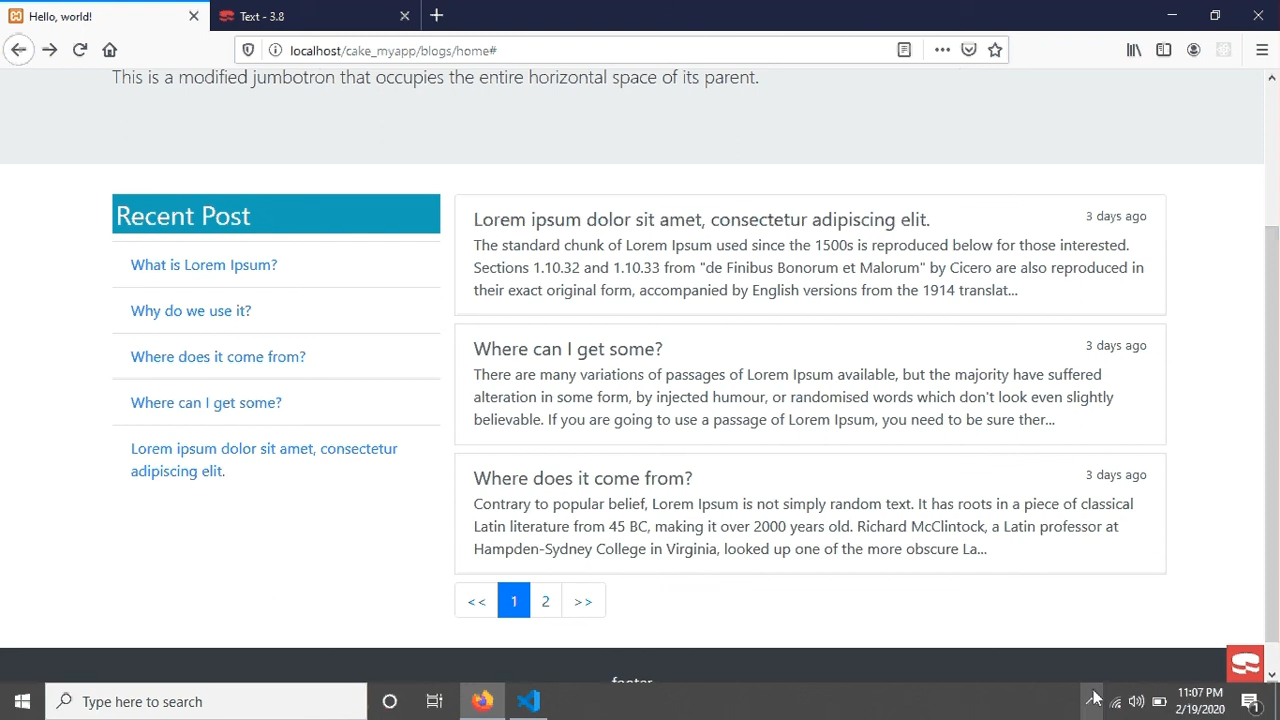 Hello, world!
Text - 3.8
localhost/cake_myapp/blogs/home#
This is a modified jumbotron that occupies the entire horizontal space of its parent.
Recent Post
What is Lorem Ipsum?
Why do we use it?
Where does it come from?
Where can I get some?
Lorem ipsum dolor sit amet, consectetur
adipiscing elit.
Lorem ipsum dolor sit amet, consectetur adipiscing elit.
3 days ago
The standard chunk of Lorem Ipsum used since the 1500s is reproduced below for those interested.
Sections 1.10.32 and 1.10.33 from "de Finibus Bonorum et Malorum" by Cicero are also reproduced in
their exact original form, accompanied by English versions from the 1914 translat...
Where can I get some?
3 days ago
There are many variations of passages of Lorem Ipsum available, but the majority have suffered
alteration in some form, by injected humour, or randomised words which don't look even slightly
believable. If you are going to use a passage of Lorem Ipsum, you need to be sure ther...
Where does it come from?
3 days ago
Contrary to popular belief, Lorem Ipsum is not simply random text. It has roots in a piece of classical
Latin literature from 45 BC, making it over 2000 years old. Richard McClintock, a Latin professor at
Hampden-Sydney College in Virginia, looked up one of the more obscure La...
<< 1 2 >>
footer
Type here to search
11:07 PM
2/19/2020
1